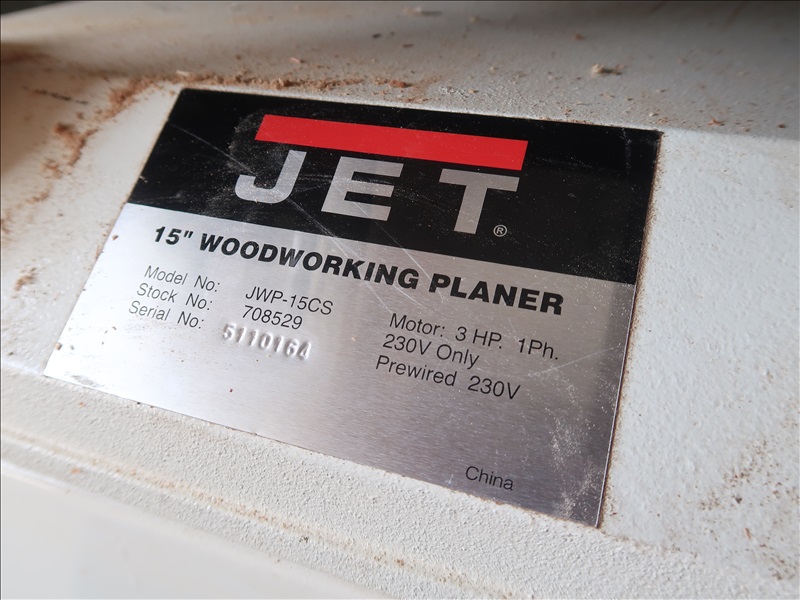 JET®
15" WOODWORKING PLANER
Model No: JWP-15CS
Stock No: 708529
Serial No: 5110164
Motor: 3 HP. 1Ph.
230V Only
Prewired 230V
China